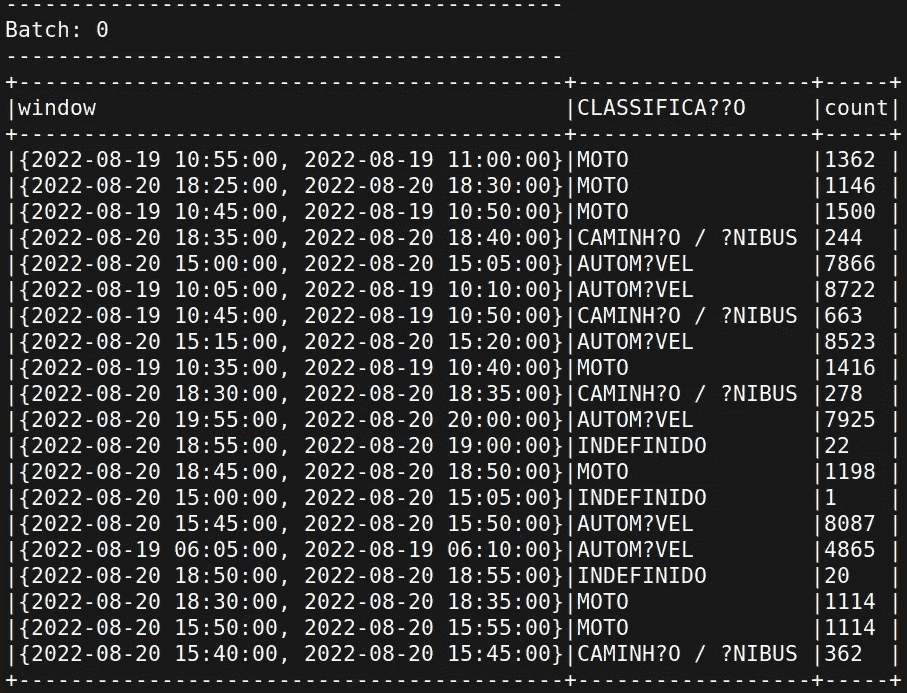 -------------------------------------------
Batch: 0
-------------------------------------------
+------------------------------------------+------------------+-----+
|window                                    |CLASSIFICA??O     |count|
+------------------------------------------+------------------+-----+
|{2022-08-19 10:55:00, 2022-08-19 11:00:00}|MOTO              |1362 |
|{2022-08-20 18:25:00, 2022-08-20 18:30:00}|MOTO              |1146 |
|{2022-08-19 10:45:00, 2022-08-19 10:50:00}|MOTO              |1500 |
|{2022-08-20 18:35:00, 2022-08-20 18:40:00}|CAMINH?O / ?NIBUS |244  |
|{2022-08-20 15:00:00, 2022-08-20 15:05:00}|AUTOM?VEL         |7866 |
|{2022-08-19 10:05:00, 2022-08-19 10:10:00}|AUTOM?VEL         |8722 |
|{2022-08-19 10:45:00, 2022-08-19 10:50:00}|CAMINH?O / ?NIBUS |663  |
|{2022-08-20 15:15:00, 2022-08-20 15:20:00}|AUTOM?VEL         |8523 |
|{2022-08-19 10:35:00, 2022-08-19 10:40:00}|MOTO              |1416 |
|{2022-08-20 18:30:00, 2022-08-20 18:35:00}|CAMINH?O / ?NIBUS |278  |
|{2022-08-20 19:55:00, 2022-08-20 20:00:00}|AUTOM?VEL         |7925 |
|{2022-08-20 18:55:00, 2022-08-20 19:00:00}|INDEFINIDO        |22   |
|{2022-08-20 18:45:00, 2022-08-20 18:50:00}|MOTO              |1198 |
|{2022-08-20 15:00:00, 2022-08-20 15:05:00}|INDEFINIDO        |1    |
|{2022-08-20 15:45:00, 2022-08-20 15:50:00}|AUTOM?VEL         |8087 |
|{2022-08-19 06:05:00, 2022-08-19 06:10:00}|AUTOM?VEL         |4865 |
|{2022-08-20 18:50:00, 2022-08-20 18:55:00}|INDEFINIDO        |20   |
|{2022-08-20 18:30:00, 2022-08-20 18:35:00}|MOTO              |1114 |
|{2022-08-20 15:50:00, 2022-08-20 15:55:00}|MOTO              |1114 |
|{2022-08-20 15:40:00, 2022-08-20 15:45:00}|CAMINH?O / ?NIBUS |362  |
+------------------------------------------+------------------+-----+